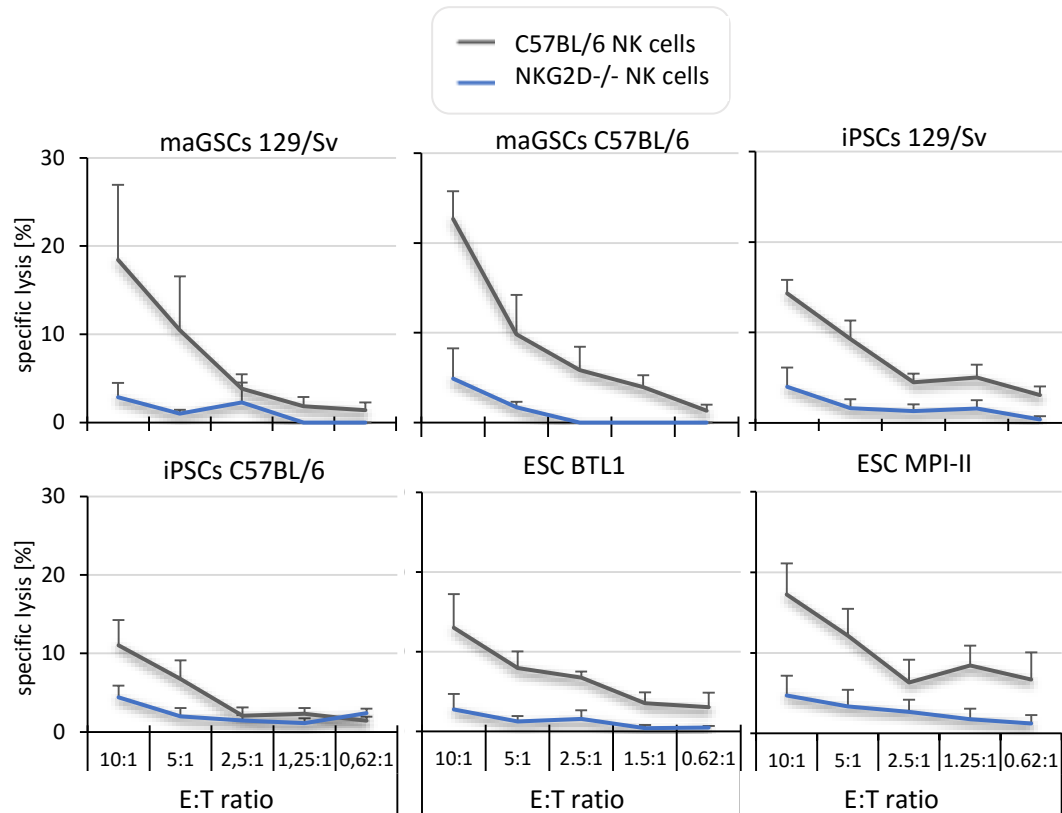 C57BL/6 NK cells
NKG2D-/- NK cells
maGSCs 129/Sv
maGSCs C57BL/6
iPSCs 129/Sv
specific lysis [%]
30
20
10
0
iPSCs C57BL/6
ESC BTL1
ESC MPI-II
specific lysis [%]
30
20
10
0
10:1 5:1 2,5:1 1,25:1 0,62:1
10:1 5:1 2.5:1 1.5:1 0.62:1
10:1 5:1 2.5:1 1.25:1 0.62:1
E:T ratio
E:T ratio
E:T ratio